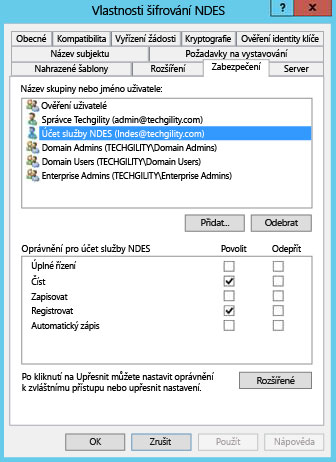 Vlastnosti šifrování NDES
Obecné Kompatibilita Vyřízení žádosti Kryptografie Ověření identity klíče
Název subjektu Požadavky na vystavování
Nahrazené šablony Rozšíření Zabezpečení Server
Název skupiny nebo jméno uživatele:
Ověření uživatelé
Správce Techgility (admin@techgility.com)
Účet služby NDES (Indes@techgility.com)
Domain Admins (TECHGILITY\Domain Admins)
Domain Users (TECHGILITY\Domain Users)
Enterprise Admins (TECHGILITY\Enterprise Admins)
Přidat... Odebrat
Oprávnění pro účet služby NDES Povolit Odepřít
Úplné řízení
Číst
Zapisovat
Registrovat
Automatický zápis
Po kliknutí na Upřesnit můžete nastavit oprávnění
k zvláštnímu přístupu nebo upřesnit nastavení.
Rozšířené
OK Zrušit Použít Nápověda